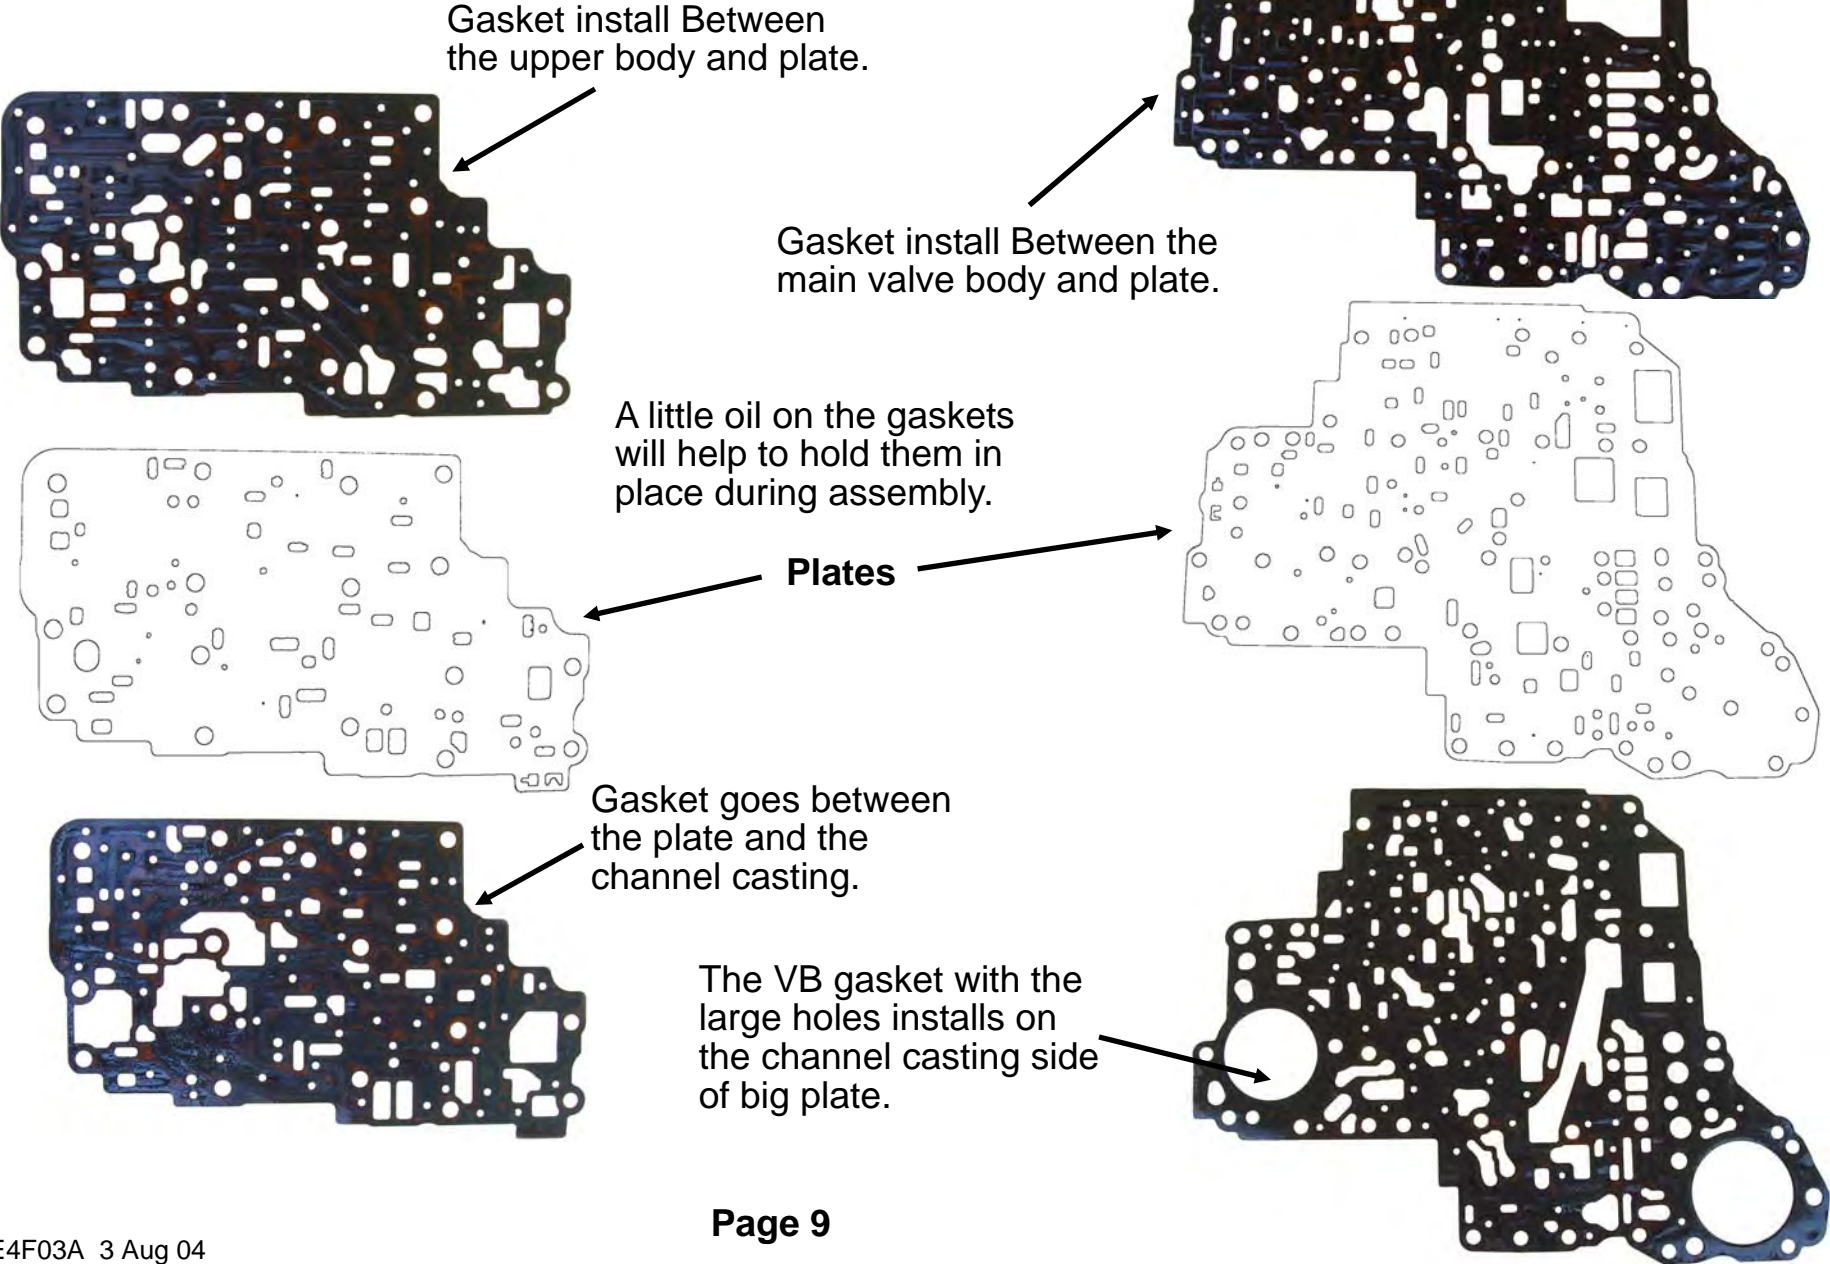 Gasket install Between
the upper body and plate.
Gasket install Between the
main valve body and plate.
A little oil on the gaskets
will help to hold them in
place during assembly.
Plates
Gasket goes between
the plate and the
channel casting.
The VB gasket with the
large holes installs on
the channel casting side
of big plate.
Page 9
E4F03A 3 Aug 04